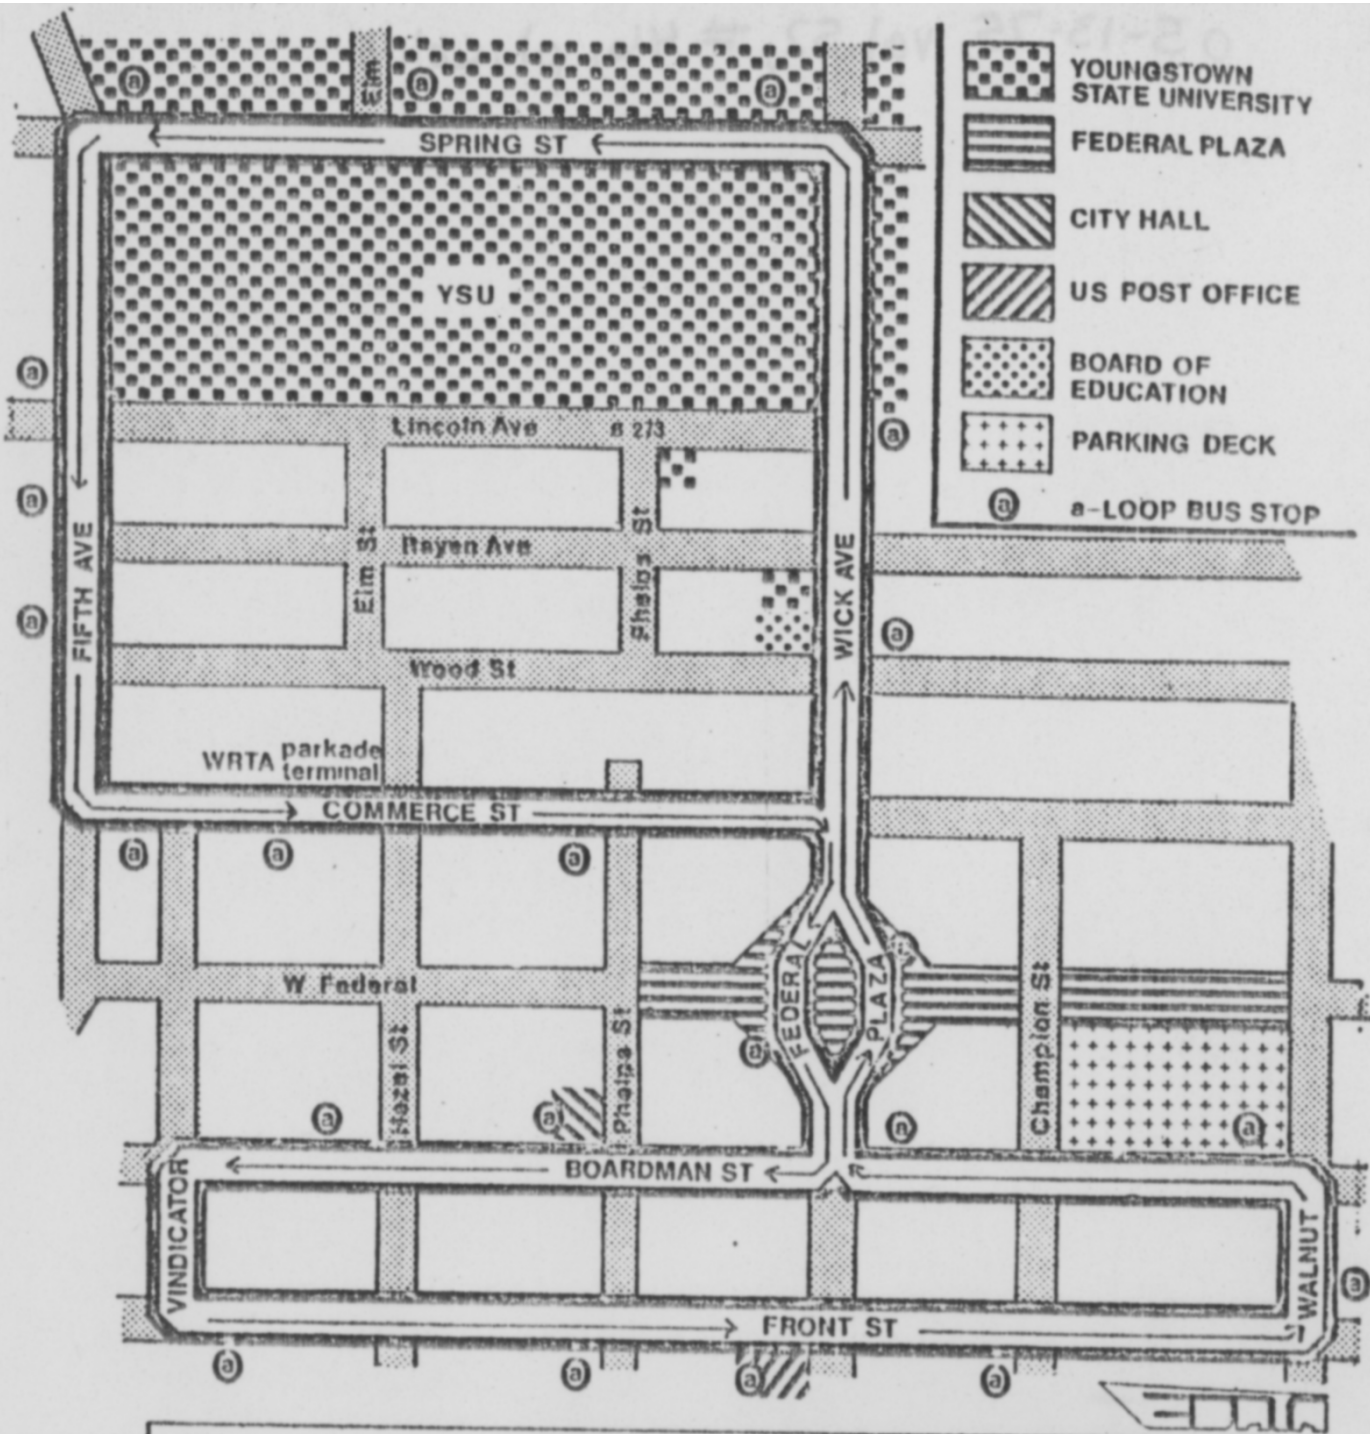 YOUNGSTOWN
STATE UNIVERSITY
FEDERAL PLAZA
CITY HALL
US POST OFFICE
BOARD OF
EDUCATION
PARKING DECK
a a-LOOP BUS STOP
a
a
a
Elm
SPRING ST
YSU
a
Lincoln Ave
a
a
Rayen Ave
Elm St
Phelps St
FIFTH AVE
WICK AVE
a
a
Wood St
WRTA parkade
terminal
COMMERCE ST
a
a
a
W Federal
FEDERAL
PLAZA
Hazel St
Phelps St
Champion St
a
a
a
a
a
BOARDMAN ST
VINDICATOR
WALNUT
a
FRONT ST
a
a
a
a